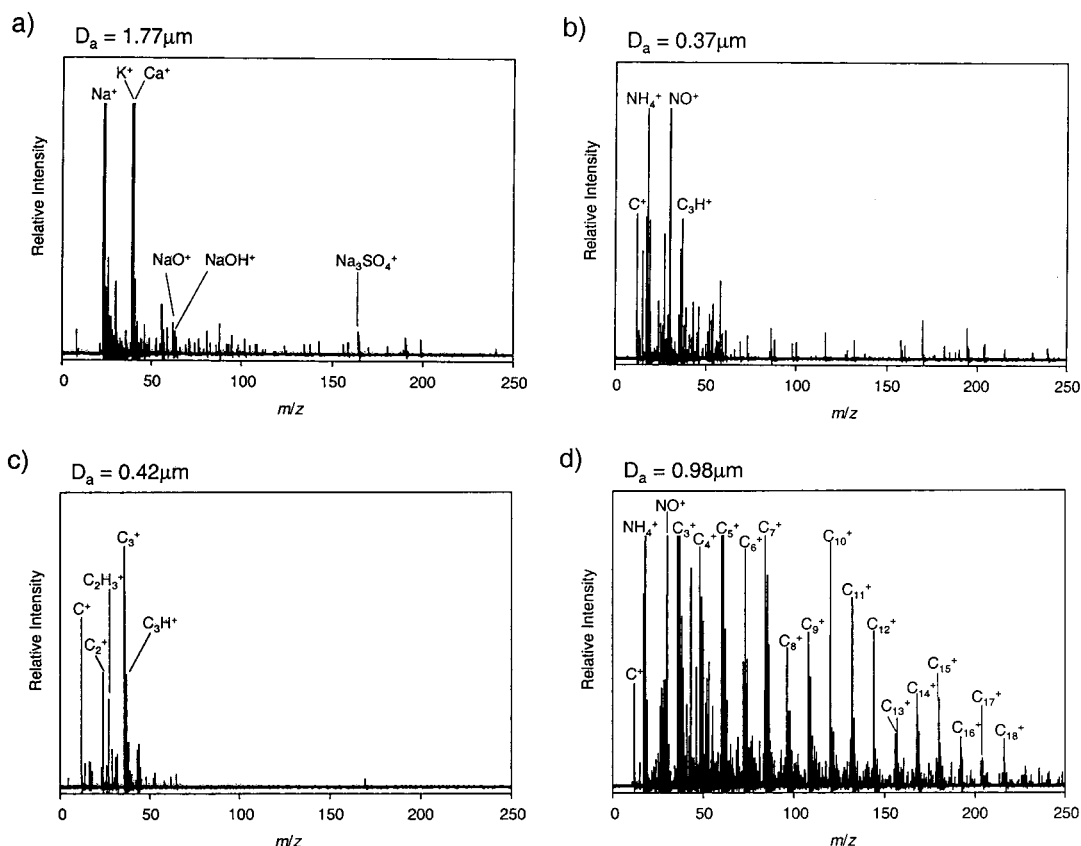 a)
Dₐ = 1.77μm
K⁺ Ca⁺
Na⁺
NaO⁺ NaOH⁺ Na₃SO₄⁺
Relative Intensity
0 50 100 150 200 250
m/z
b)
Dₐ = 0.37μm
NH₄⁺ NO⁺
C⁺ C₃H⁺
Relative Intensity
0 50 100 150 200 250
m/z
c)
Dₐ = 0.42μm
C₃⁺
C₂H₃⁺
C⁺
C₃H⁺
C₂⁺
Relative Intensity
0 50 100 150 200 250
m/z
d)
Dₐ = 0.98μm
NO⁺
NH₄⁺ C₃⁺ C₄⁺ C₅⁺ C₆⁺ C₇⁺ C₁₀⁺
C₁₁⁺
C₈⁺ C₉⁺ C₁₂⁺
C⁺ C₁₃⁺ C₁₄⁺ C₁₅⁺ C₁₆⁺ C₁₇⁺ C₁₈⁺
Relative Intensity
0 50 100 150 200 250
m/z